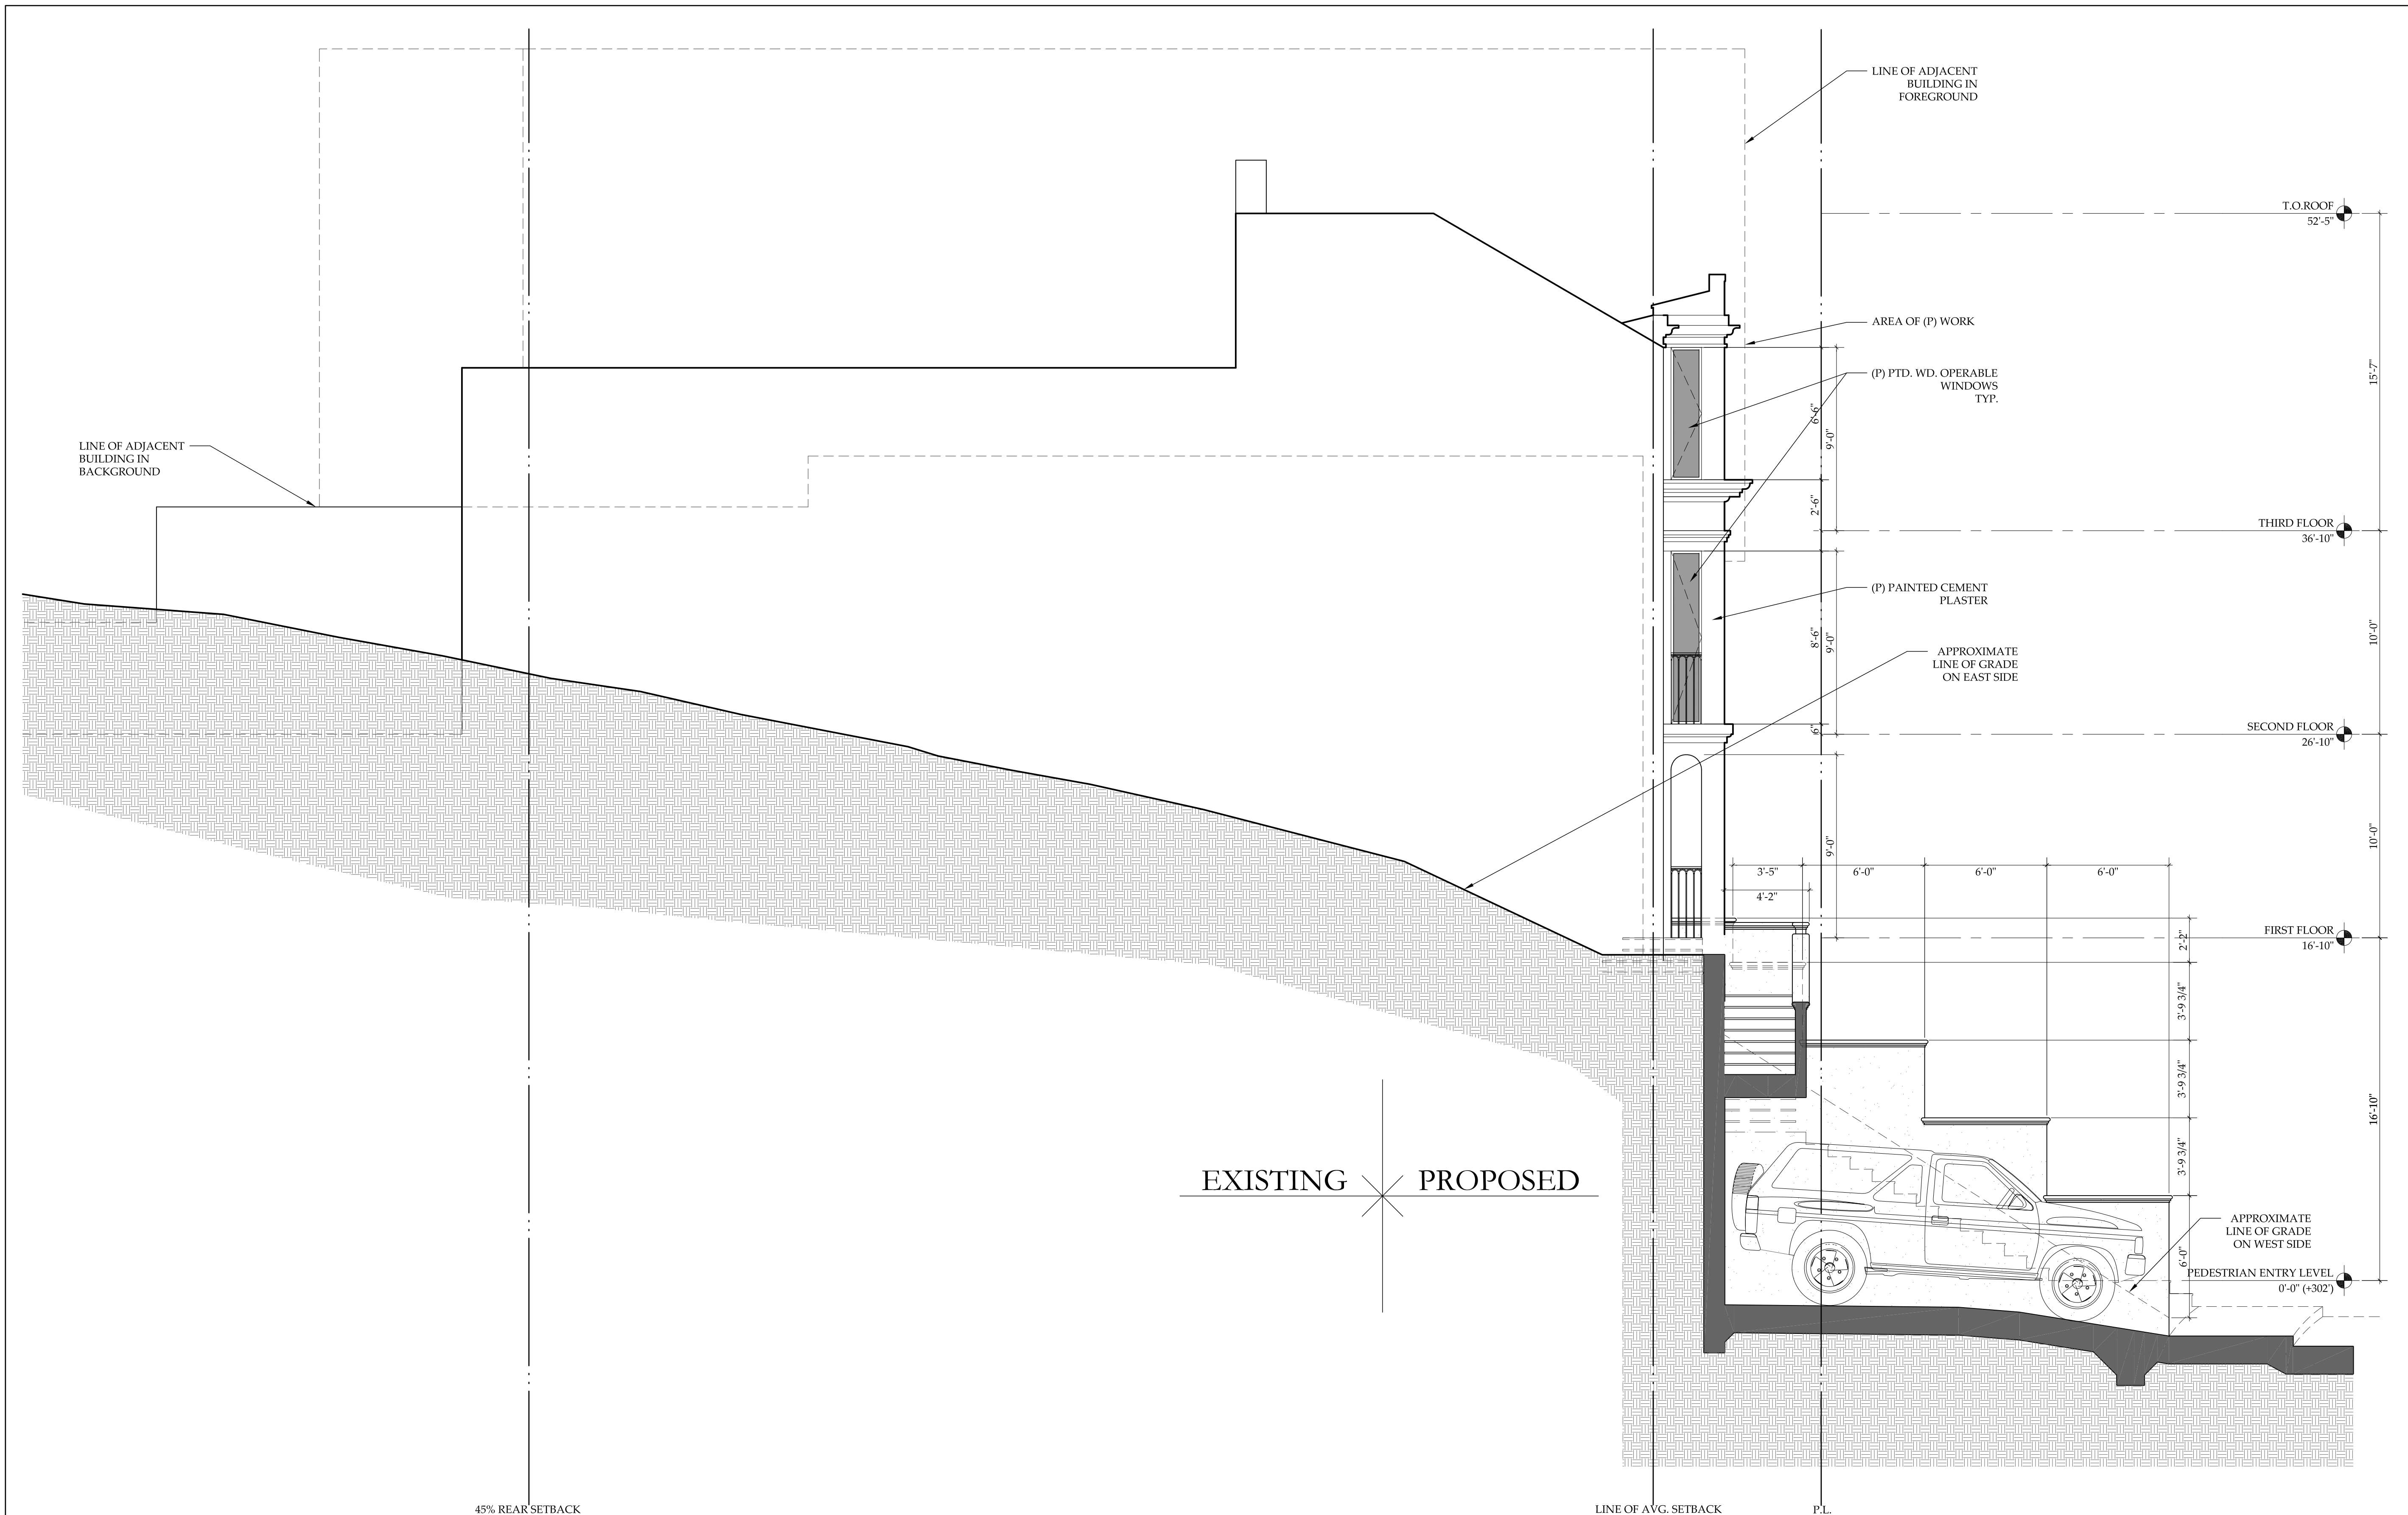 LINE OF ADJACENT
BUILDING IN
FOREGROUND
T.O.ROOF
52'-5"
AREA OF (P) WORK
(P) PTD. WD. OPERABLE
WINDOWS
TYP.
15'-7"
6'-6"
9'-0"
LINE OF ADJACENT
BUILDING IN
BACKGROUND
2'-6"
THIRD FLOOR
36'-10"
(P) PAINTED CEMENT
PLASTER
8'-6"
9'-0"
10'-0"
APPROXIMATE
LINE OF GRADE
ON EAST SIDE
6"
SECOND FLOOR
26'-10"
9'-0"
10'-0"
3'-5"
6'-0"
6'-0"
6'-0"
4'-2"
FIRST FLOOR
16'-10"
2'-2"
3'-9 3/4"
3'-9 3/4"
3'-9 3/4"
16'-10"
EXISTING
PROPOSED
APPROXIMATE
LINE OF GRADE
ON WEST SIDE
6'-0"
PEDESTRIAN ENTRY LEVEL
0'-0" (+302')
45% REAR SETBACK
LINE OF AVG. SETBACK
P.L.